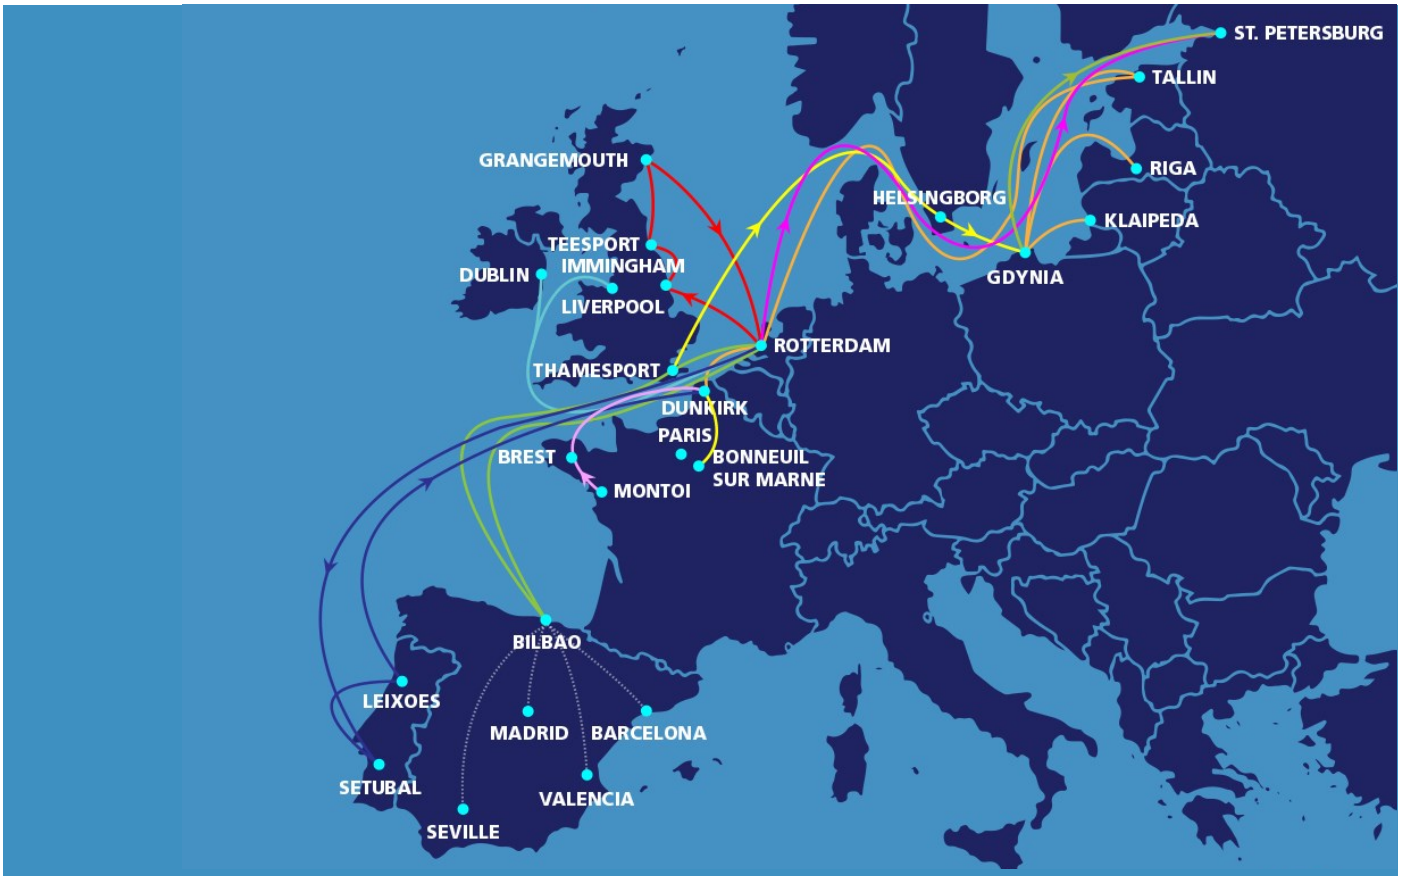 ST. PETERSBURG
TALLIN
GRANGEMOUTH
RIGA
HELSINGBORG
KLAIPEDA
TEESPORT
IMMINGHAM
DUBLIN
GDYNIA
LIVERPOOL
ROTTERDAM
THAMESPORT
DUNKIRK
PARIS
BREST
BONNEUIL
SUR MARNE
MONTOI
BILBAO
LEIXOES
MADRID
BARCELONA
SETUBAL
VALENCIA
SEVILLE